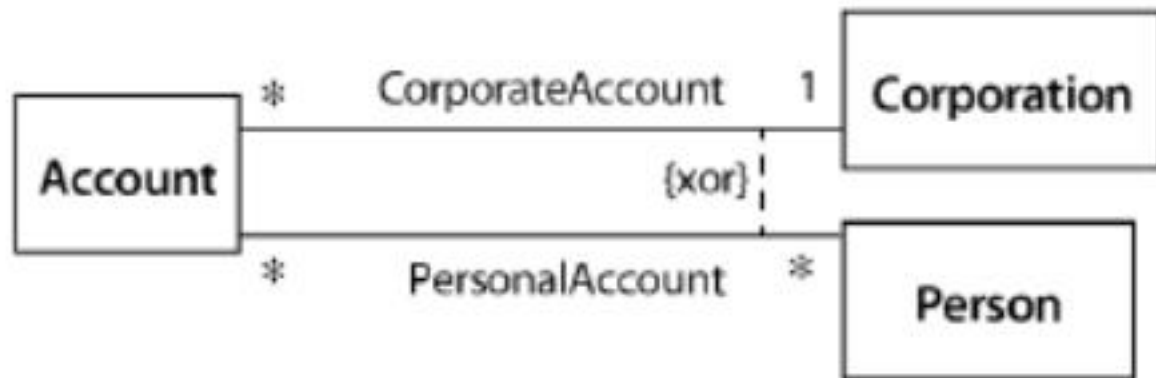 * CorporateAccount 1
Corporation
Account
{xor}
* PersonalAccount *
Person